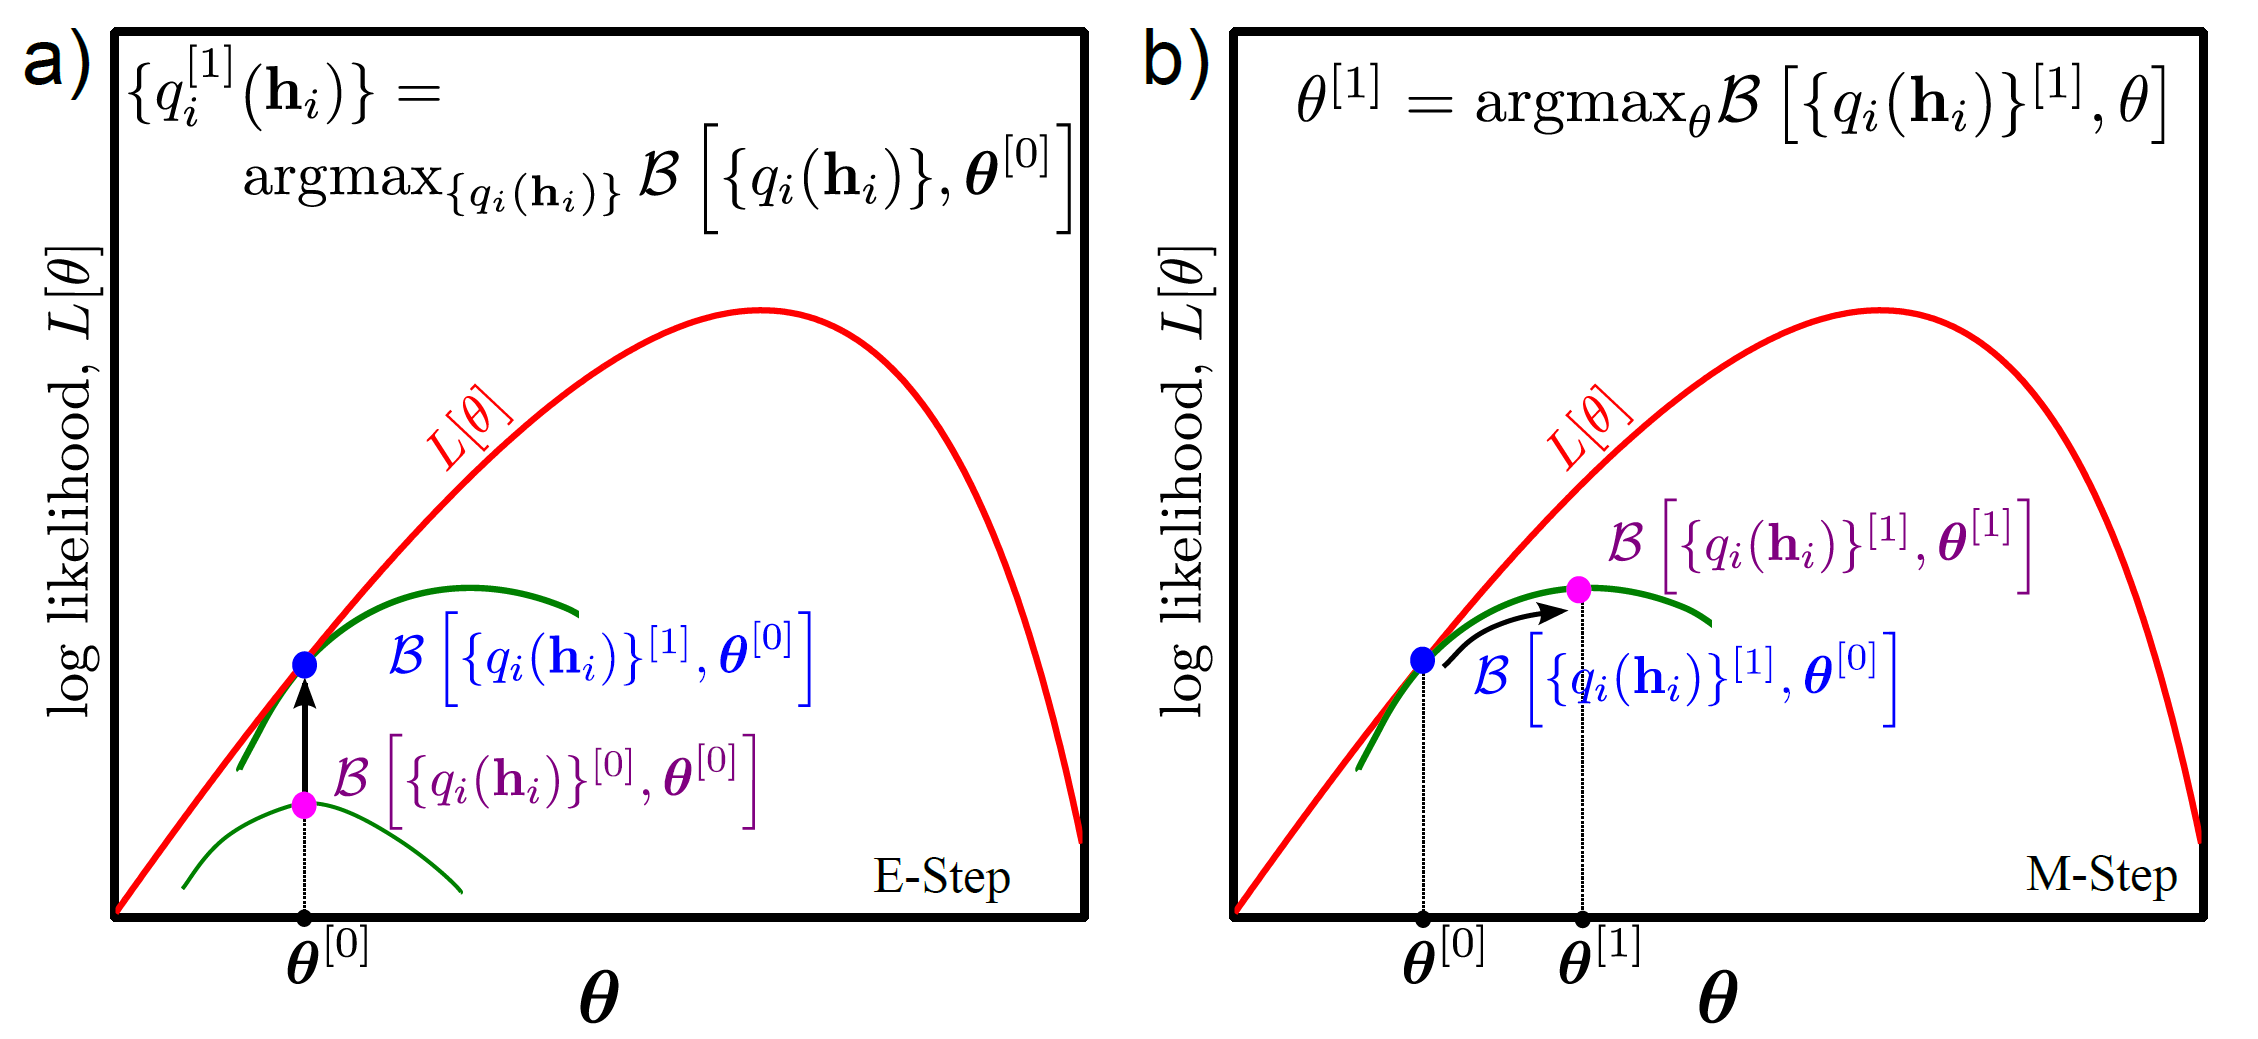 a)
{q_i^[1](h_i)} =
argmax_{q_i(h_i)} ℬ [{q_i(h_i)}, θ^[0]]
log likelihood, L[θ]
L[θ]
ℬ [{q_i(h_i)}^[1], θ^[0]]
ℬ [{q_i(h_i)}^[0], θ^[0]]
E-Step
θ^[0]
θ
b)
θ^[1] = argmax_θ ℬ [{q_i(h_i)}^[1], θ]
log likelihood, L[θ]
L[θ]
ℬ [{q_i(h_i)}^[1], θ^[1]]
ℬ [{q_i(h_i)}^[1], θ^[0]]
M-Step
θ^[0] θ^[1]
θ